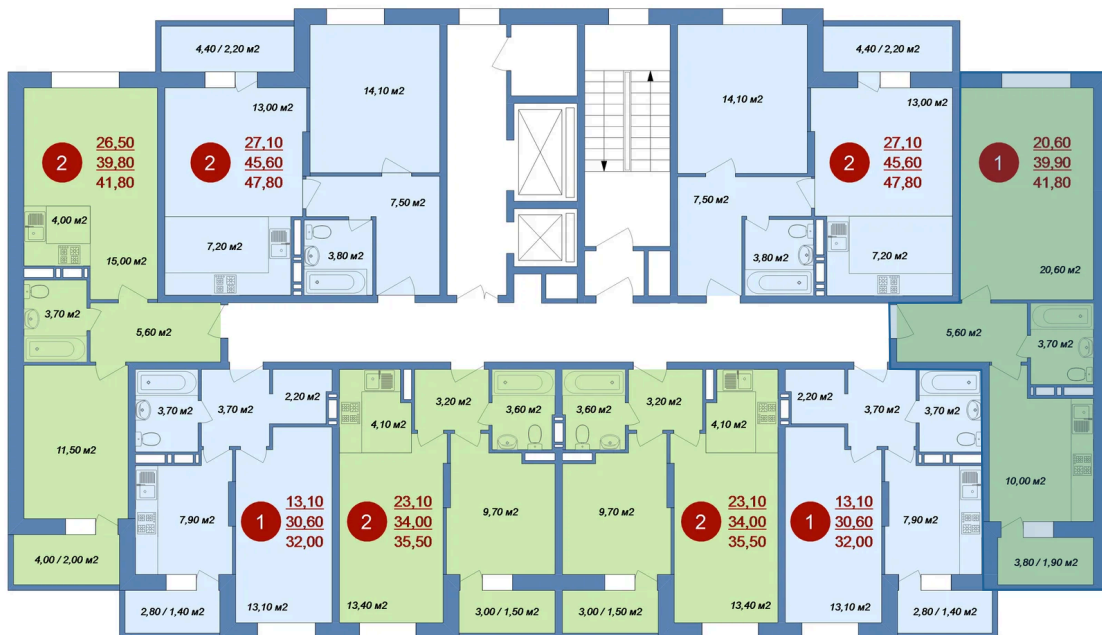 4,40 / 2,20 м2
14,10 м2
13,00 м2
2
26,50
39,80
41,80
2
27,10
45,60
47,80
4,00 м2
15,00 м2
7,20 м2
7,50 м2
3,80 м2
3,70 м2
5,60 м2
11,50 м2
4,00 / 2,00 м2
4,40 / 2,20 м2
14,10 м2
13,00 м2
2
27,10
45,60
47,80
1
20,60
39,90
41,80
7,50 м2
3,80 м2
7,20 м2
20,60 м2
5,60 м2
3,70 м2
10,00 м2
3,80 / 1,90 м2
3,70 м2
3,70 м2
2,20 м2
7,90 м2
1
13,10
30,60
32,00
13,10 м2
2,80 / 1,40 м2
4,10 м2
3,20 м2
3,60 м2
2
23,10
34,00
35,50
9,70 м2
13,40 м2
3,00 / 1,50 м2
3,60 м2
3,20 м2
4,10 м2
9,70 м2
2
23,10
34,00
35,50
3,00 / 1,50 м2
13,40 м2
2,20 м2
3,70 м2
3,70 м2
1
13,10
30,60
32,00
7,90 м2
13,10 м2
2,80 / 1,40 м2